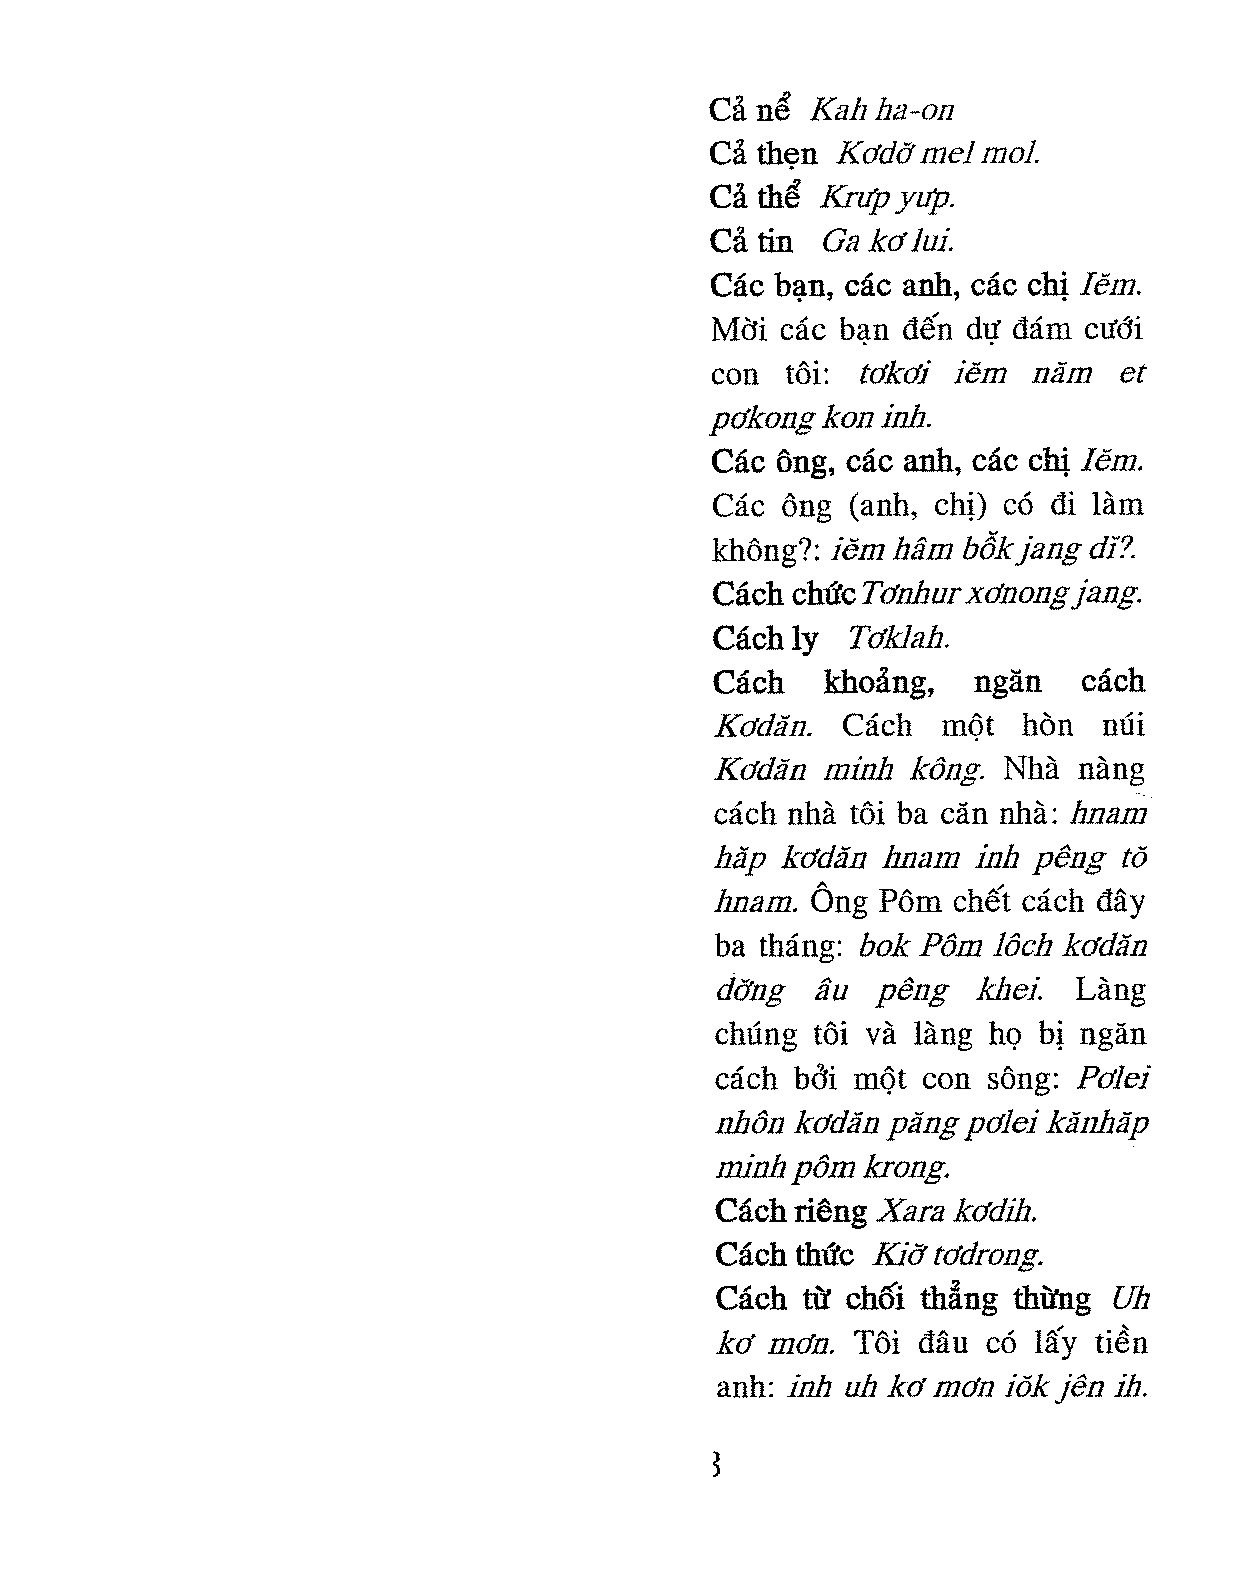 Cả nể Kah ha-on
Cả thẹn Kơdơ̆ mel mol.
Cả thể Krưp yưp.
Cả tin Ga kơ lui.
Các bạn, các anh, các chị Iĕm.
Mời các bạn đến dự đám cưới
con tôi: tơkơi iĕm năm et
pơkong kon inh.
Các ông, các anh, các chị Iĕm.
Các ông (anh, chị) có đi làm
không?: iĕm hâm bô̆k jang dĭ?.
Cách chức Tơnhur xơnong jang.
Cách ly Tơklah.
Cách khoảng, ngăn cách
Kơdăn. Cách một hòn núi
Kơdăn minh kông. Nhà nàng
cách nhà tôi ba căn nhà: hnam
hăp kơdăn hnam inh pêng tŏ
hnam. Ông Pôm chết cách đây
ba tháng: bok Pôm lôch kơdăn
dơ̆ng âu pêng khei. Làng
chúng tôi và làng họ bị ngăn
cách bởi một con sông: Pơlei
nhôn kơdăn păng pơlei kănhăp
minh pôm krong.
Cách riêng Xara kơdih.
Cách thức Kiơ̆ tơdrong.
Cách từ chối thẳng thừng Uh
kơ mơn. Tôi đâu có lấy tiền
anh: inh uh kơ mơn iŏk jên ih.